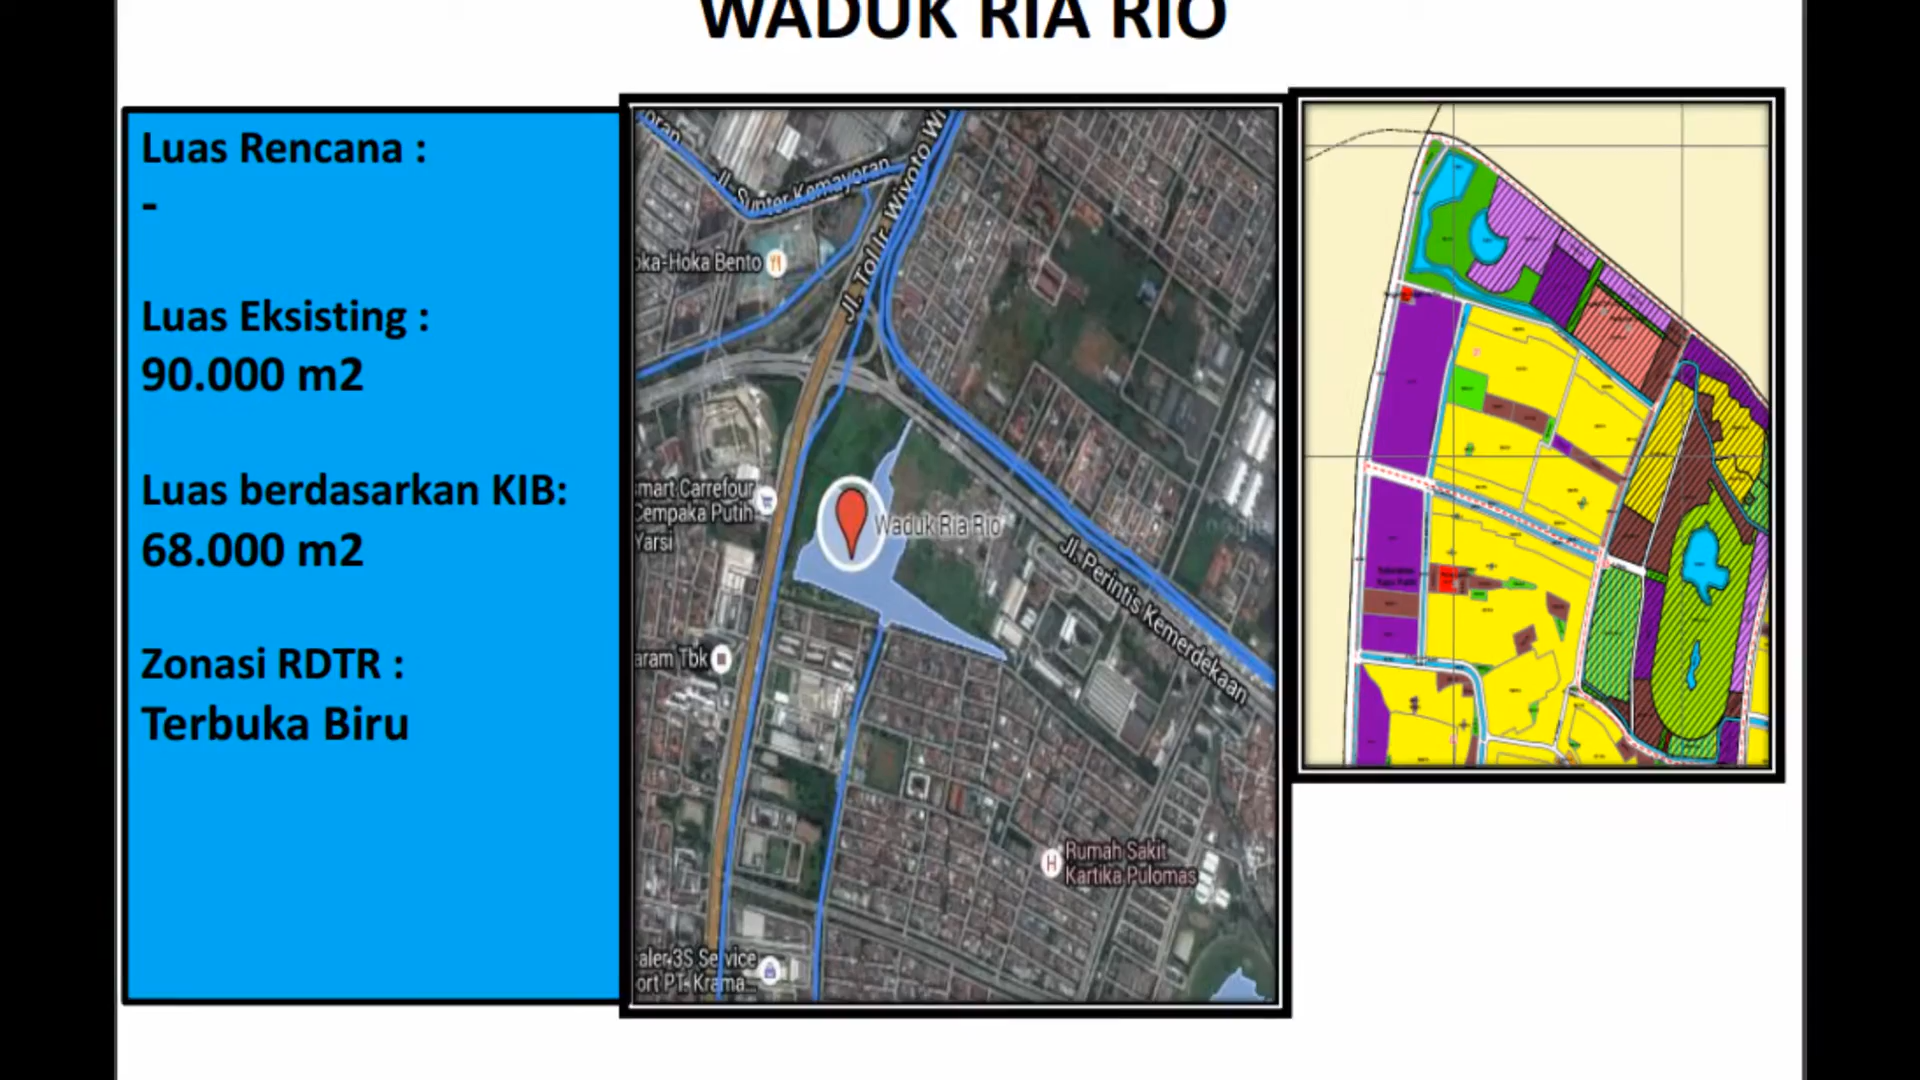 WADUK RIA RIO
Luas Rencana :
-
Luas Eksisting :
90.000 m2
Luas berdasarkan KIB:
68.000 m2
Zonasi RDTR :
Terbuka Biru
Jl. Sunter Kemayoran
Jl. Tol Ir. Wiyoto Wi
oka-Hoka Bento
smart Carrefour
Cempaka Putih
Yarsi
Waduk Ria Rio
Jl. Perintis Kemerdekaan
aram Tbk
Rumah Sakit
Kartika Pulomas
ealer 3S Service
ort PT. Krama...